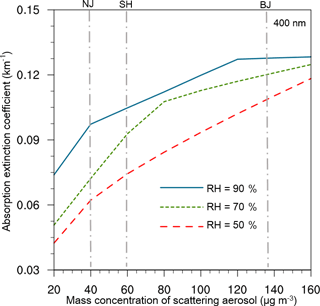 NJ SH BJ
400 nm
Absorption extinction coefficient (km-1)
0.15
0.12
0.09
0.06
0.03
RH = 90 %
RH = 70 %
RH = 50 %
20 40 60 80 100 120 140 160
Mass concentration of scattering aerosol (µg m-3)